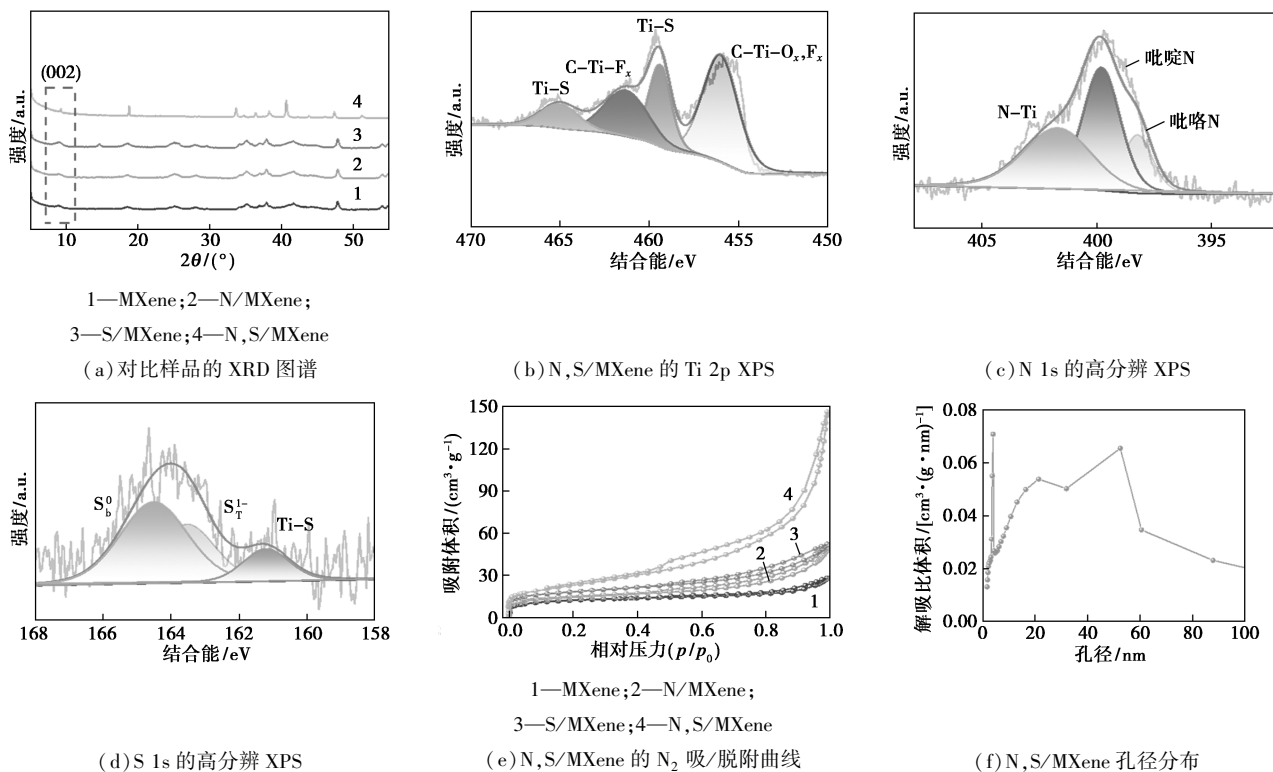 (002)
4
3
2
1
强度/a.u.
10 20 30 40 50
2θ/(°)
1—MXene;2—N/MXene;
3—S/MXene;4—N,S/MXene
(a)对比样品的 XRD 图谱
Ti–S
C–Ti–Fₓ
Ti–S
C–Ti–Oₓ,Fₓ
强度/a.u.
470 465 460 455 450
结合能/eV
(b)N,S/MXene 的 Ti 2p XPS
吡啶N
N–Ti
吡咯N
强度/a.u.
405 400 395
结合能/eV
(c)N 1s 的高分辨 XPS
S_b^0
S_T^{1−}
Ti–S
强度/a.u.
168 166 164 162 160 158
结合能/eV
(d)S 1s 的高分辨 XPS
150
120
90
60
30
0
吸附体积/(cm³•g⁻¹)
4
3
2
1
0.0 0.2 0.4 0.6 0.8 1.0
相对压力(p/p₀)
1—MXene;2—N/MXene;
3—S/MXene;4—N,S/MXene
(e)N,S/MXene 的 N₂ 吸/脱附曲线
0.08
0.06
0.04
0.02
0.00
解吸比体积/[cm³•(g•nm)⁻¹]
0 20 40 60 80 100
孔径/nm
(f)N,S/MXene 孔径分布